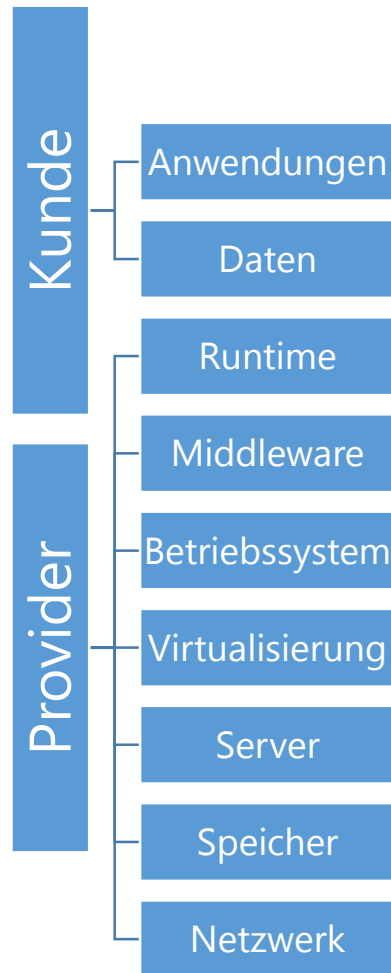 Kunde
Anwendungen
Daten
Provider
Runtime
Middleware
Betriebssystem
Virtualisierung
Server
Speicher
Netzwerk